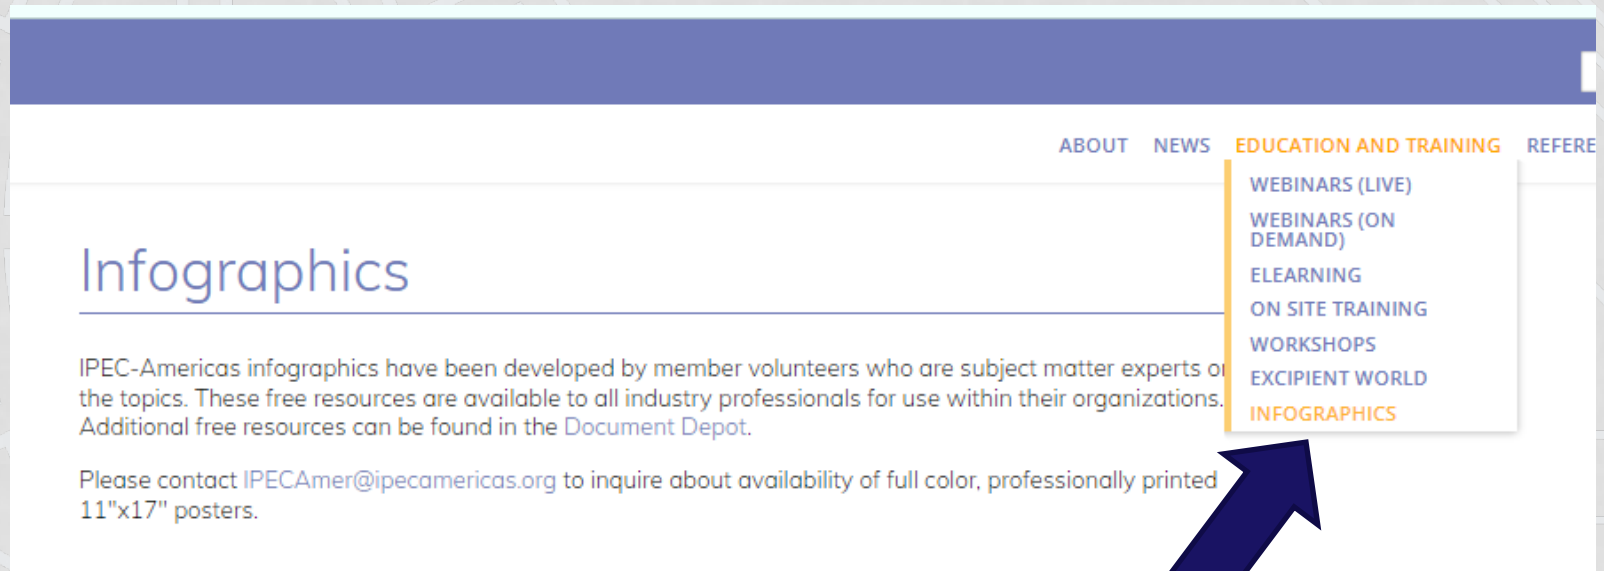 ABOUT NEWS EDUCATION AND TRAINING
WEBINARS (LIVE)
WEBINARS (ON
DEMAND)
ELEARNING
ON SITE TRAINING
WORKSHOPS
EXCIPIENT WORLD
INFOGRAPHICS
Infographics
IPEC-Americas infographics have been developed by member volunteers who are subject matter experts
the topics. These free resources are available to all industry professionals for use within their organizations.
Additional free resources can be found in the Document Depot.
Please contact IPECAmer@ipecamericas.org to inquire about availability of full color, professionally printed
11"x17" posters.